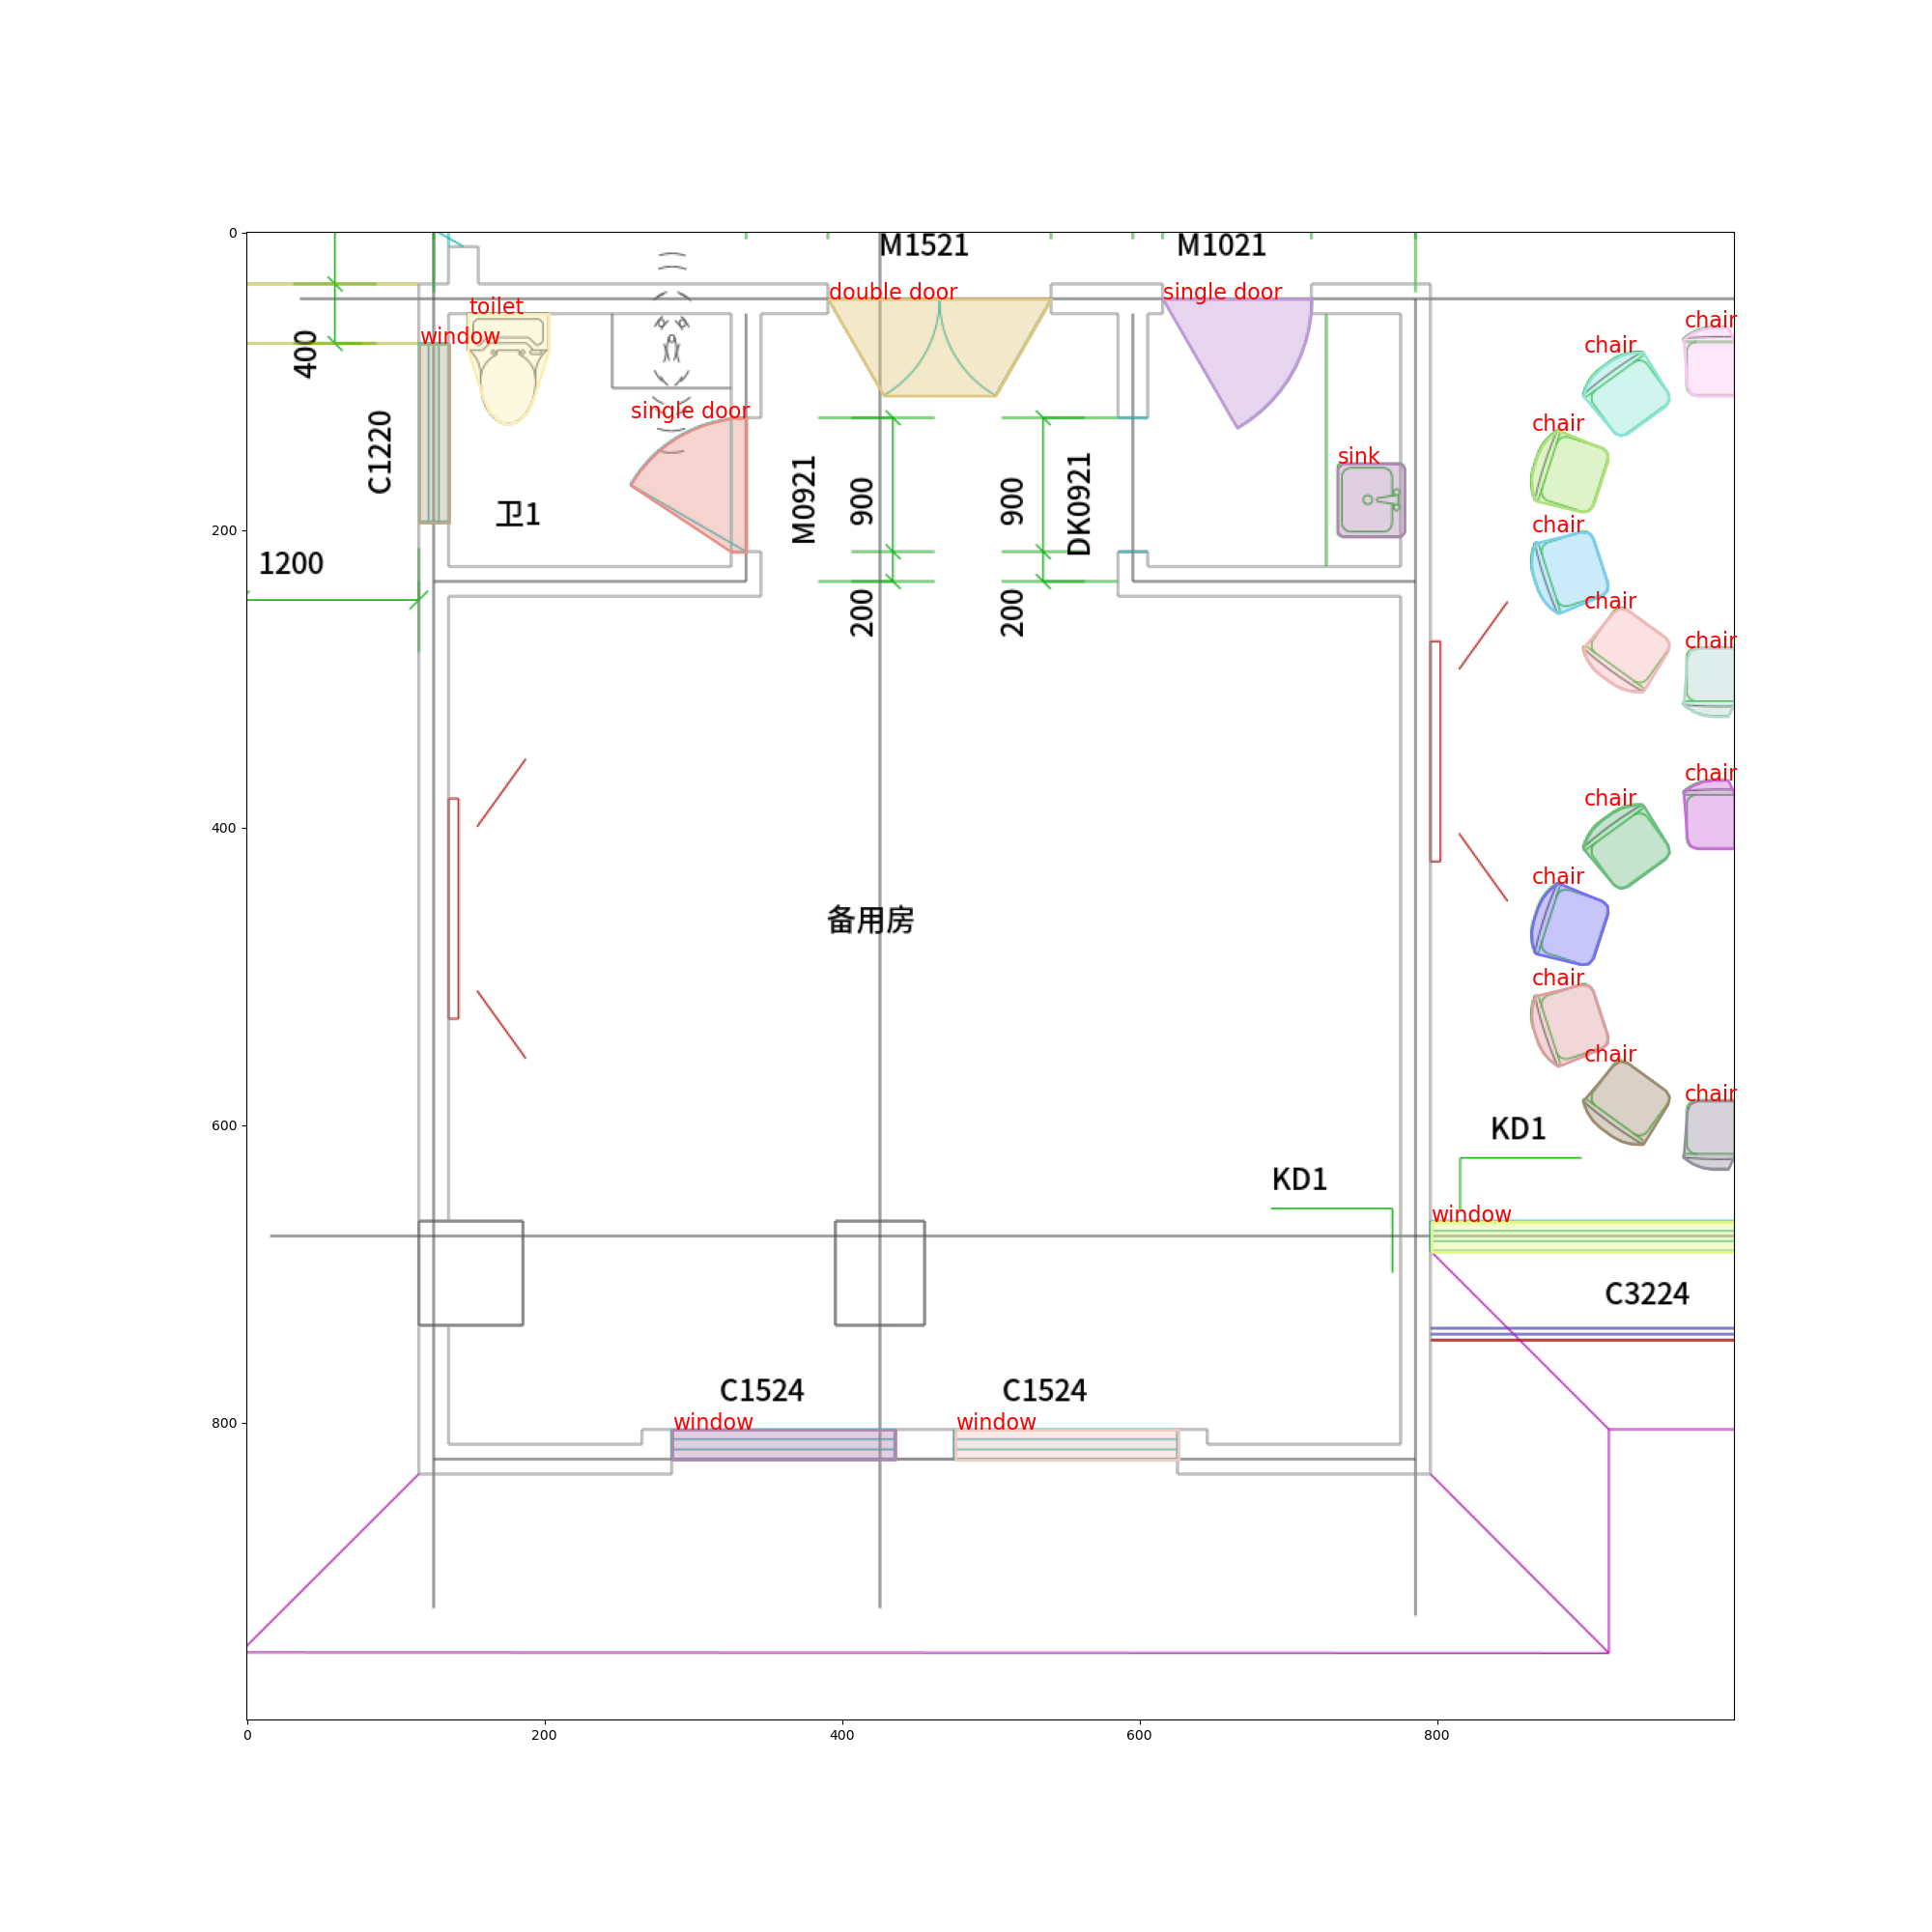 0
M1521
M1021
double door
single door
toilet
window
chair
chair
400
single door
chair
C1220
sink
M0921
900
900
DK0921
卫1
200
chair
1200
200
200
chair
chair
chair
chair
400
chair
备用房
chair
chair
chair
600
KD1
KD1
window
C3224
C1524
C1524
800
window
window
0
200
400
600
800